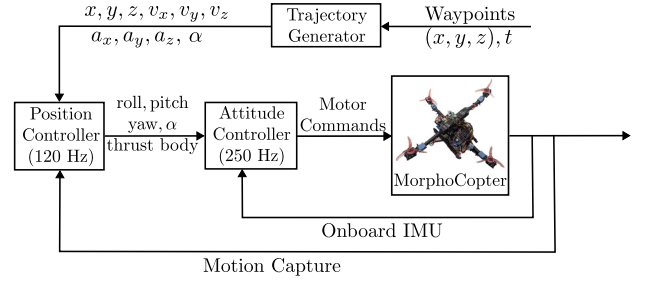 x, y, z, v_x, v_y, v_z
a_x, a_y, a_z, α
Trajectory
Generator
Waypoints
(x, y, z), t
Position
Controller
(120 Hz)
roll, pitch
yaw, α
thrust body
Attitude
Controller
(250 Hz)
Motor
Commands
MorphoCopter
Onboard IMU
Motion Capture